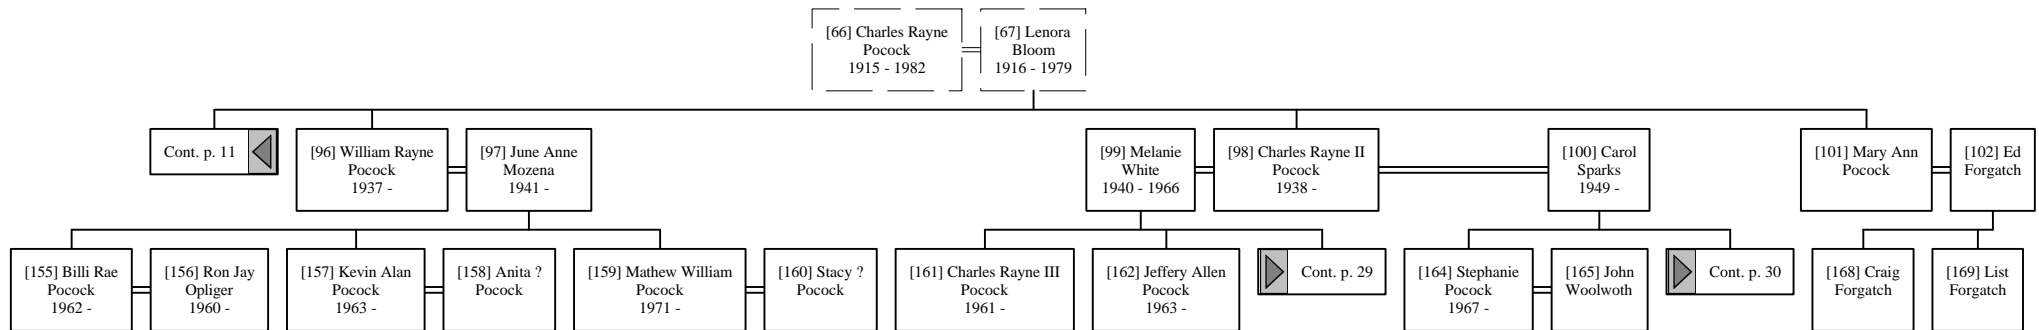 [66] Charles Rayne
Pocock
1915 - 1982
[67] Lenora
Bloom
1916 - 1979
Cont. p. 11
[96] William Rayne
Pocock
1937 -
[97] June Anne
Mozena
1941 -
[99] Melanie
White
1940 - 1966
[98] Charles Rayne II
Pocock
1938 -
[100] Carol
Sparks
1949 -
[101] Mary Ann
Pocock
[102] Ed
Forgatch
[155] Billi Rae
Pocock
1962 -
[156] Ron Jay
Opliger
1960 -
[157] Kevin Alan
Pocock
1963 -
[158] Anita ?
Pocock
[159] Mathew William
Pocock
1971 -
[160] Stacy ?
Pocock
[161] Charles Rayne III
Pocock
1961 -
[162] Jeffery Allen
Pocock
1963 -
Cont. p. 29
[164] Stephanie
Pocock
1967 -
[165] John
Woolwoth
Cont. p. 30
[168] Craig
Forgatch
[169] List
Forgatch